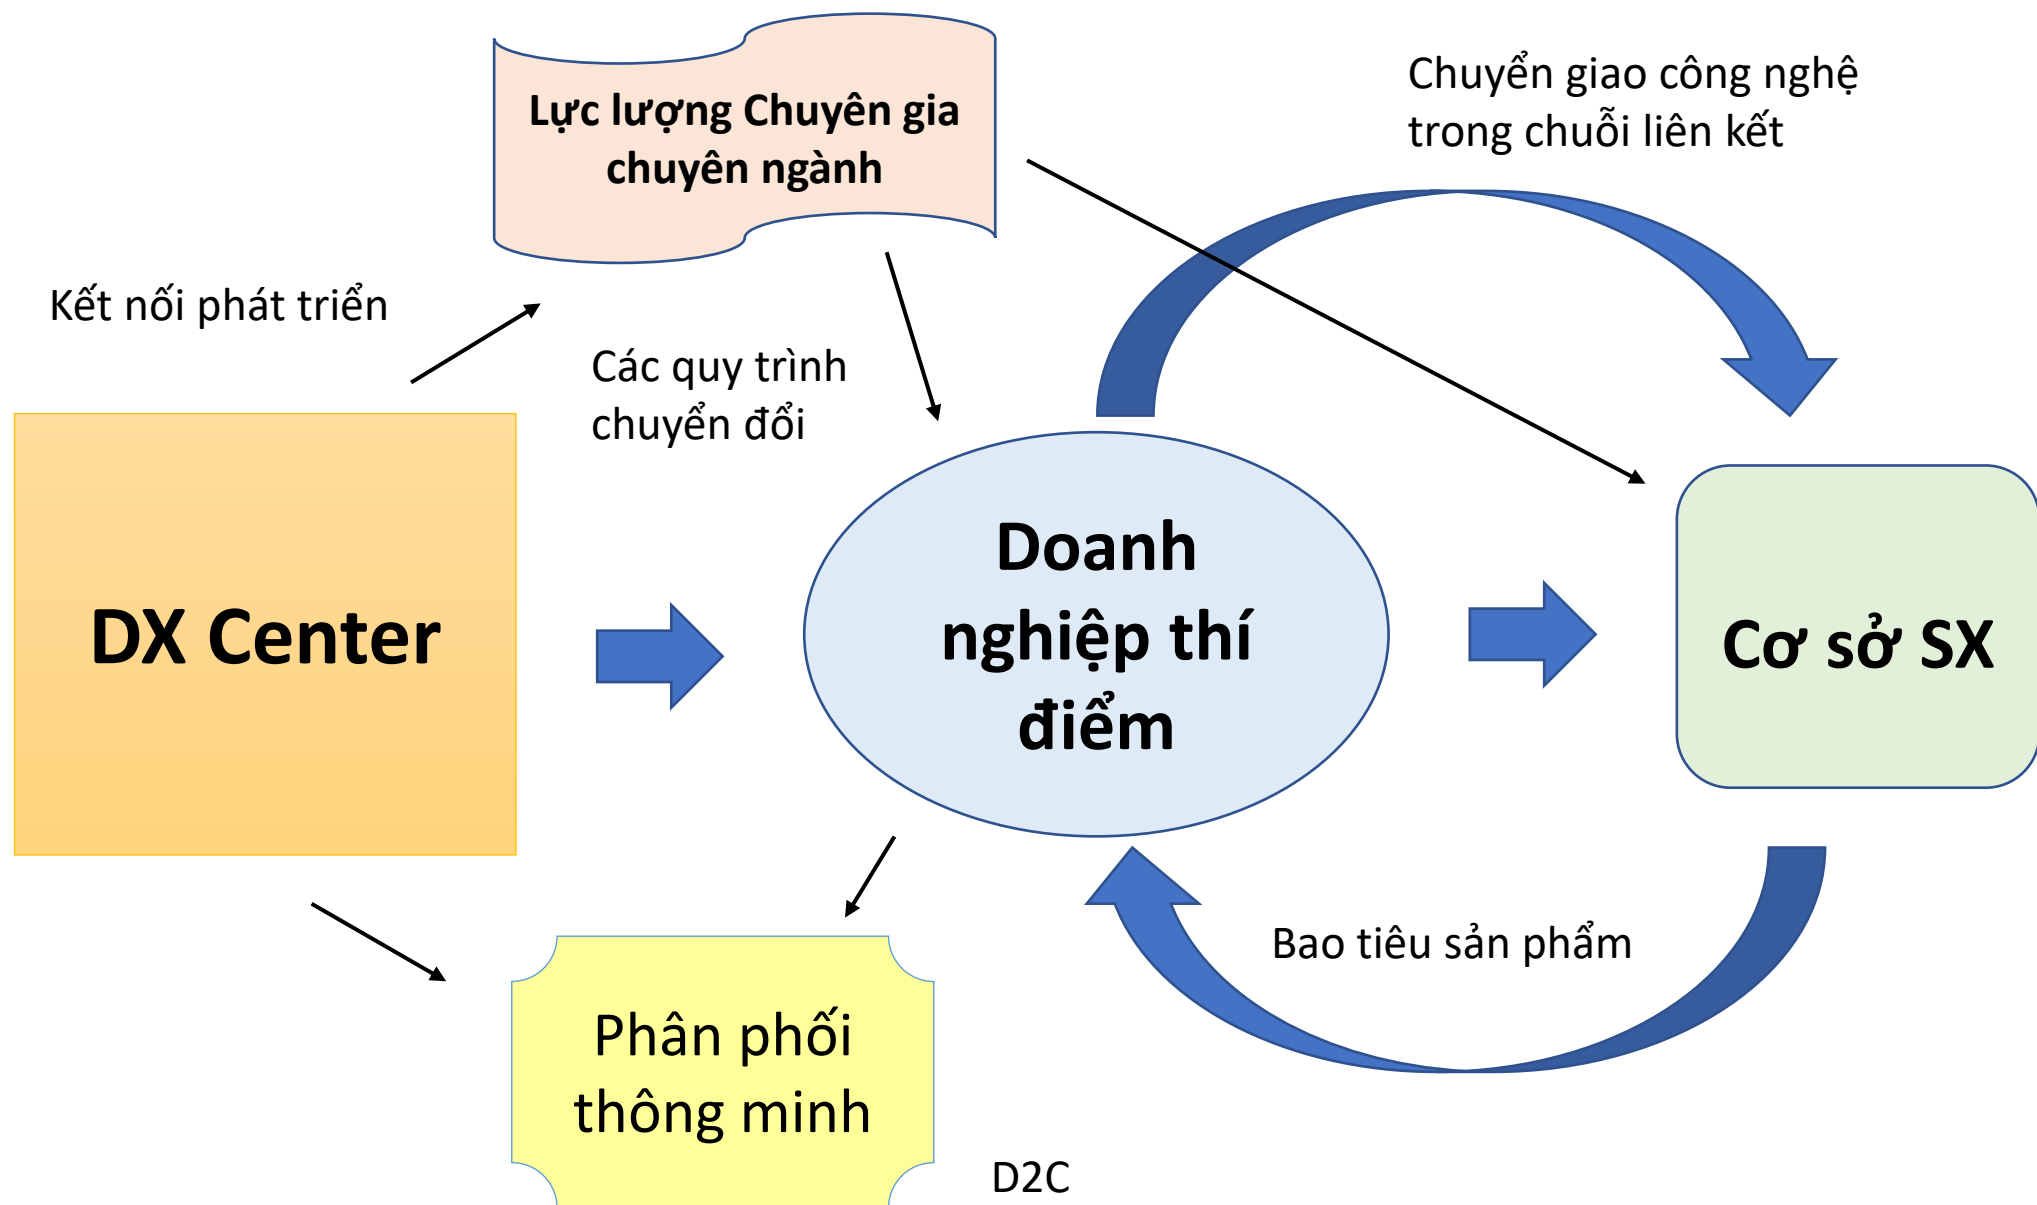 Lực lượng Chuyên gia
chuyên ngành
Chuyển giao công nghệ
trong chuỗi liên kết
Kết nối phát triển
Các quy trình
chuyển đổi
DX Center
Doanh
nghiệp thí
điểm
Cơ sở SX
Bao tiêu sản phẩm
Phân phối
thông minh
D2C